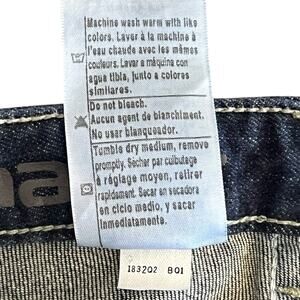 Machine wash warm with like
colors. Laver à la machine à
l'eau chaude avec les mêmes
couleurs. Lavar a máquina con
agua tibia, junto a colores
similares.
Do not bleach.
Aucun agent de blanchiment.
No usar blanqueador.
Tumble dry medium, remove
promptly. Sécher par culbutage
à réglage moyen, retirer
rapidement. Secar en secadora
en ciclo medio, y sacar
inmediatamente.
183202 B01